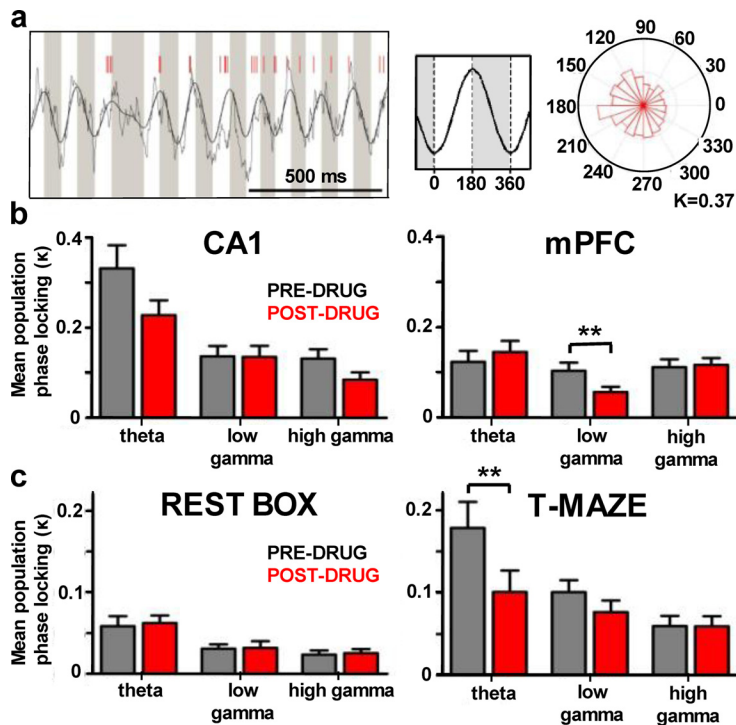 a
500 ms
0 180 360
90
120 60
150 30
180 0
210 330
240 300
270
K=0.37
b
CA1
mPFC
Mean population
phase locking (κ)
0.4
0.2
0
PRE-DRUG
POST-DRUG
theta
low
gamma
high gamma
0.4
0.2
0
**
theta
low
gamma
high
gamma
c
REST BOX
T-MAZE
Mean population
phase locking (κ)
0.2
0.1
0
PRE-DRUG
POST-DRUG
theta
low
gamma
high gamma
0.2
0.1
0
**
theta
low
gamma
high
gamma